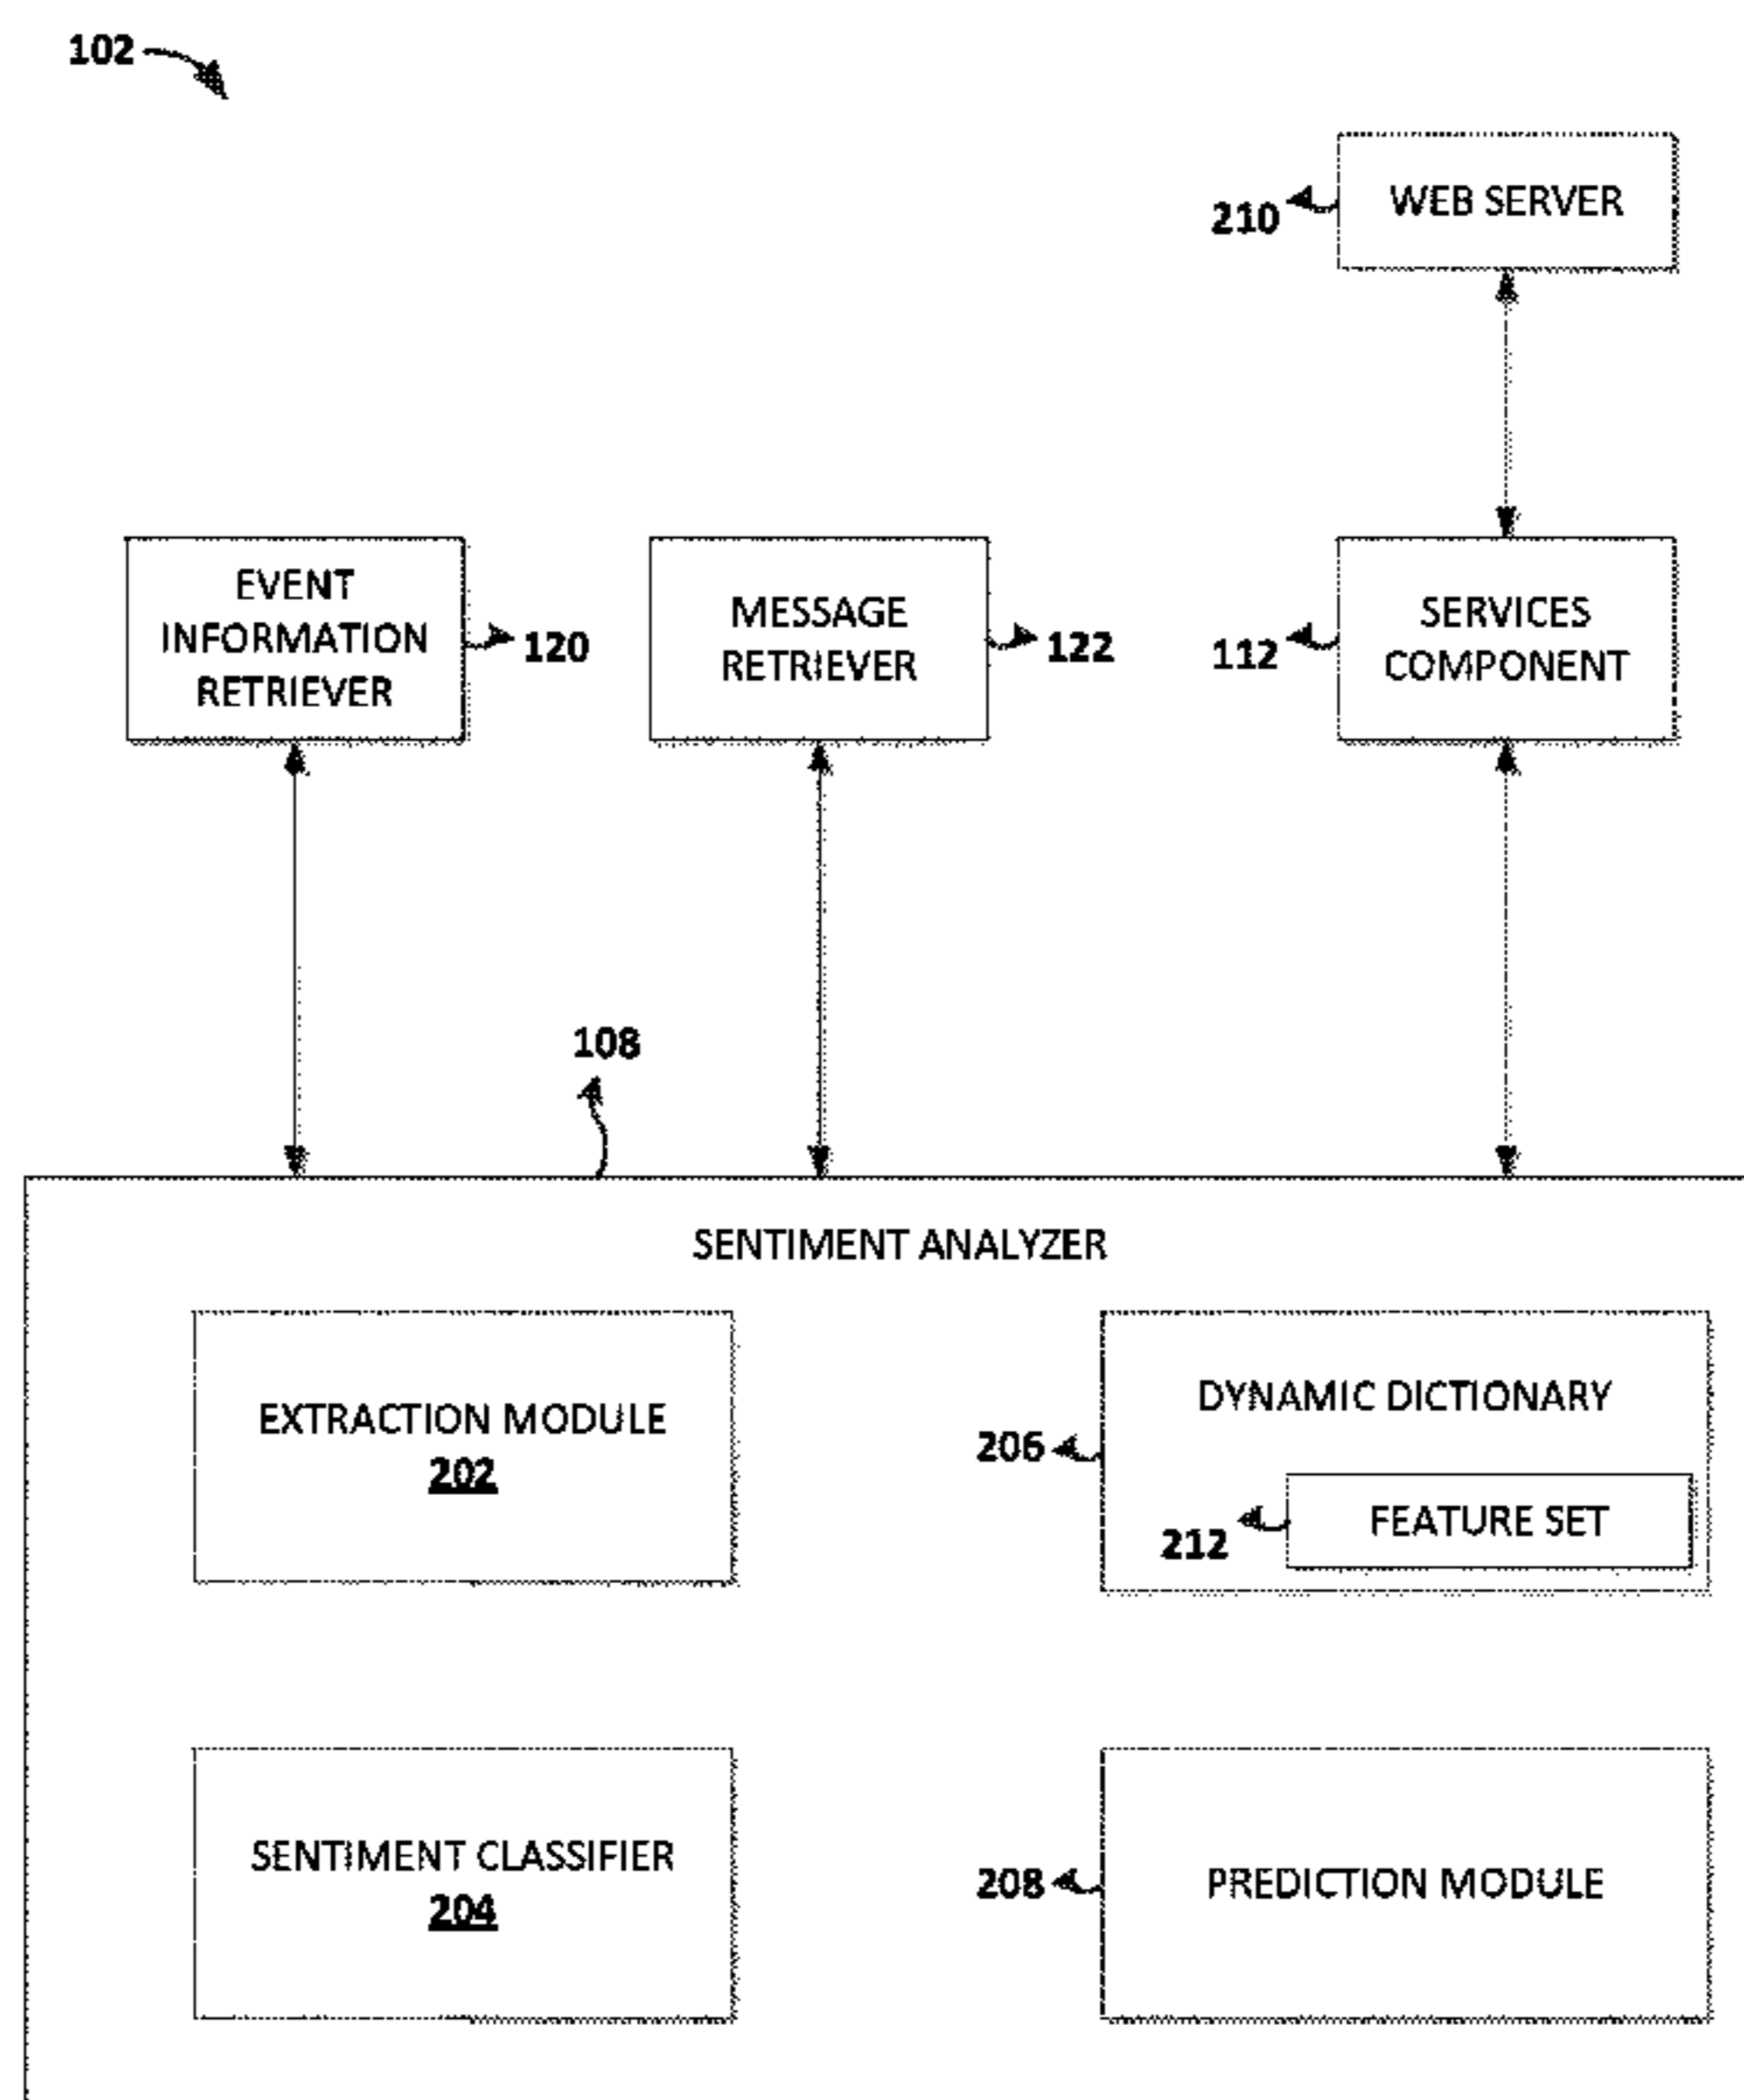 102
WEB SERVER
210
EVENT
INFORMATION
RETRIEVER
120
MESSAGE
RETRIEVER
122
SERVICES
COMPONENT
112
108
SENTIMENT ANALYZER
EXTRACTION MODULE
202
DYNAMIC DICTIONARY
206
FEATURE SET
212
SENTIMENT CLASSIFIER
204
PREDICTION MODULE
208